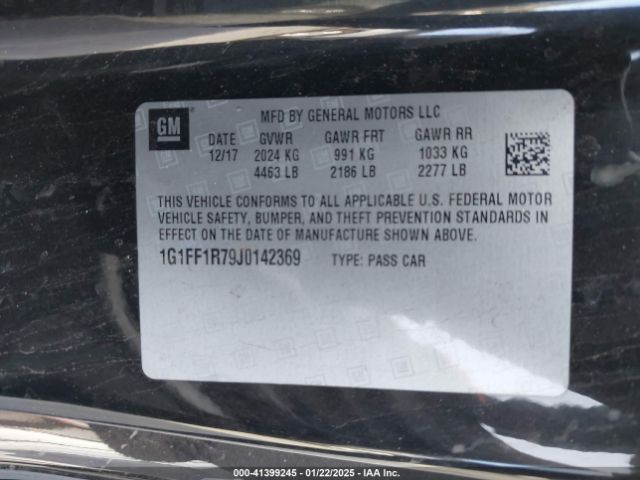 GM
MFD BY GENERAL MOTORS LLC
DATE GVWR GAWR FRT GAWR RR
12/17 2024 KG 991 KG 1033 KG
4463 LB 2186 LB 2277 LB
THIS VEHICLE CONFORMS TO ALL APPLICABLE U.S. FEDERAL MOTOR
VEHICLE SAFETY, BUMPER, AND THEFT PREVENTION STANDARDS IN
EFFECT ON THE DATE OF MANUFACTURE SHOWN ABOVE.
1G1FF1R79J0142369 TYPE: PASS CAR
000-41399245 - 01/22/2025 - IAA Inc.